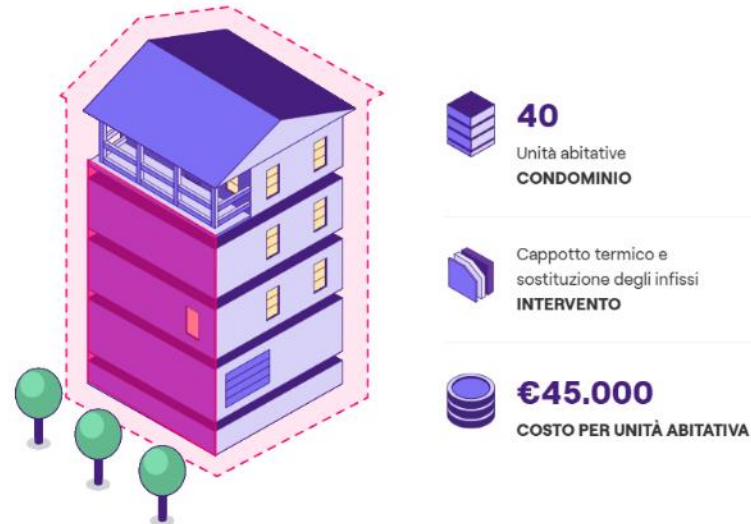 40
Unità abitative
CONDOMINIO
Cappotto termico e
sostituzione degli infissi
INTERVENTO
€45.000
COSTO PER UNITÀ ABITATIVA